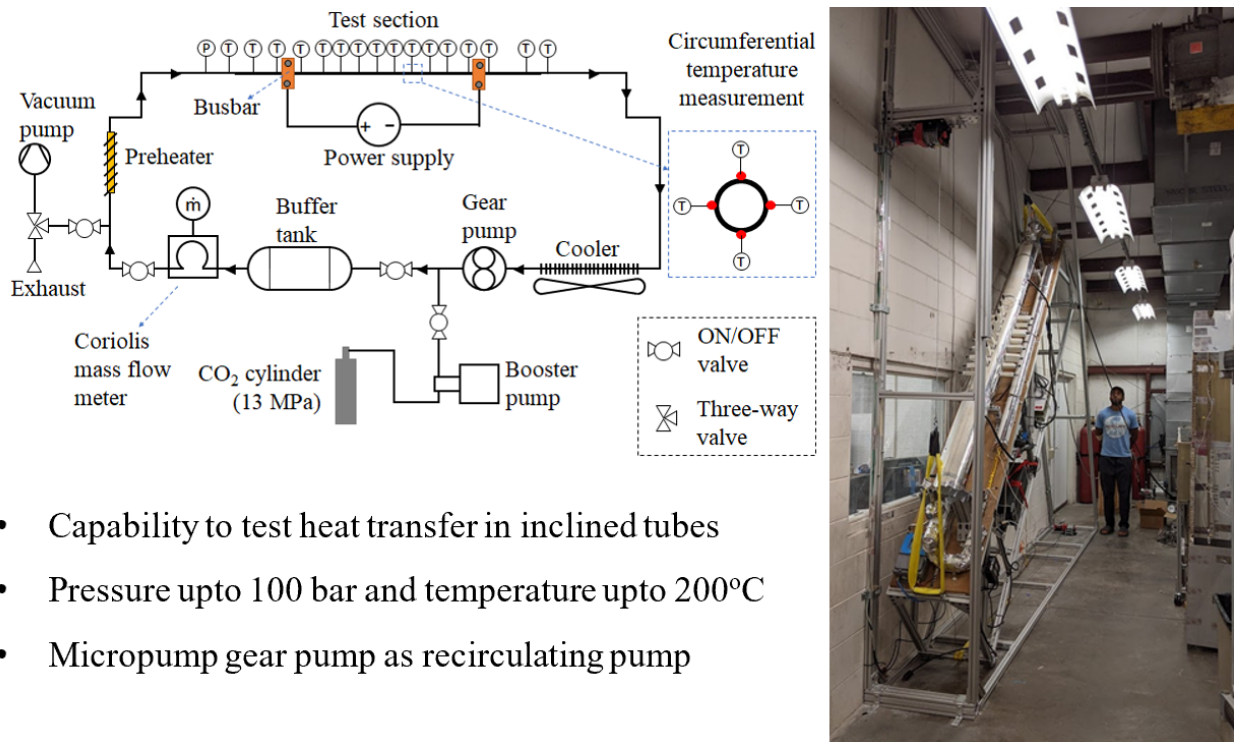 Test section
P T T T T T T T T T T T T T T
Circumferential
temperature
measurement
Vacuum
pump
Busbar
+ −
Power supply
Preheater
T
T T
T
ṁ
Buffer
tank
Gear
pump
Cooler
Exhaust
Coriolis
mass flow
meter
CO₂ cylinder
(13 MPa)
Booster
pump
ON/OFF
valve
Three-way
valve
• Capability to test heat transfer in inclined tubes
• Pressure upto 100 bar and temperature upto 200°C
• Micropump gear pump as recirculating pump